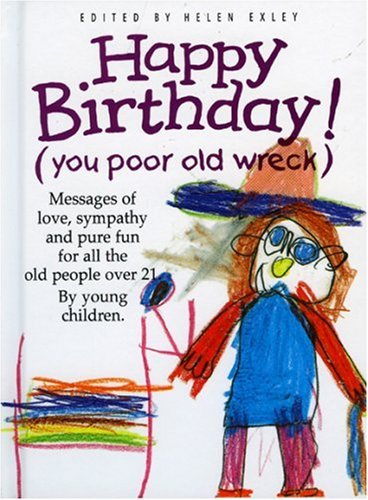 EDITED BY HELEN EXLEY
Happy
Birthday!
(you poor old wreck)
Messages of
love, sympathy
and pure fun
for all the
old people over 21
By young
children.